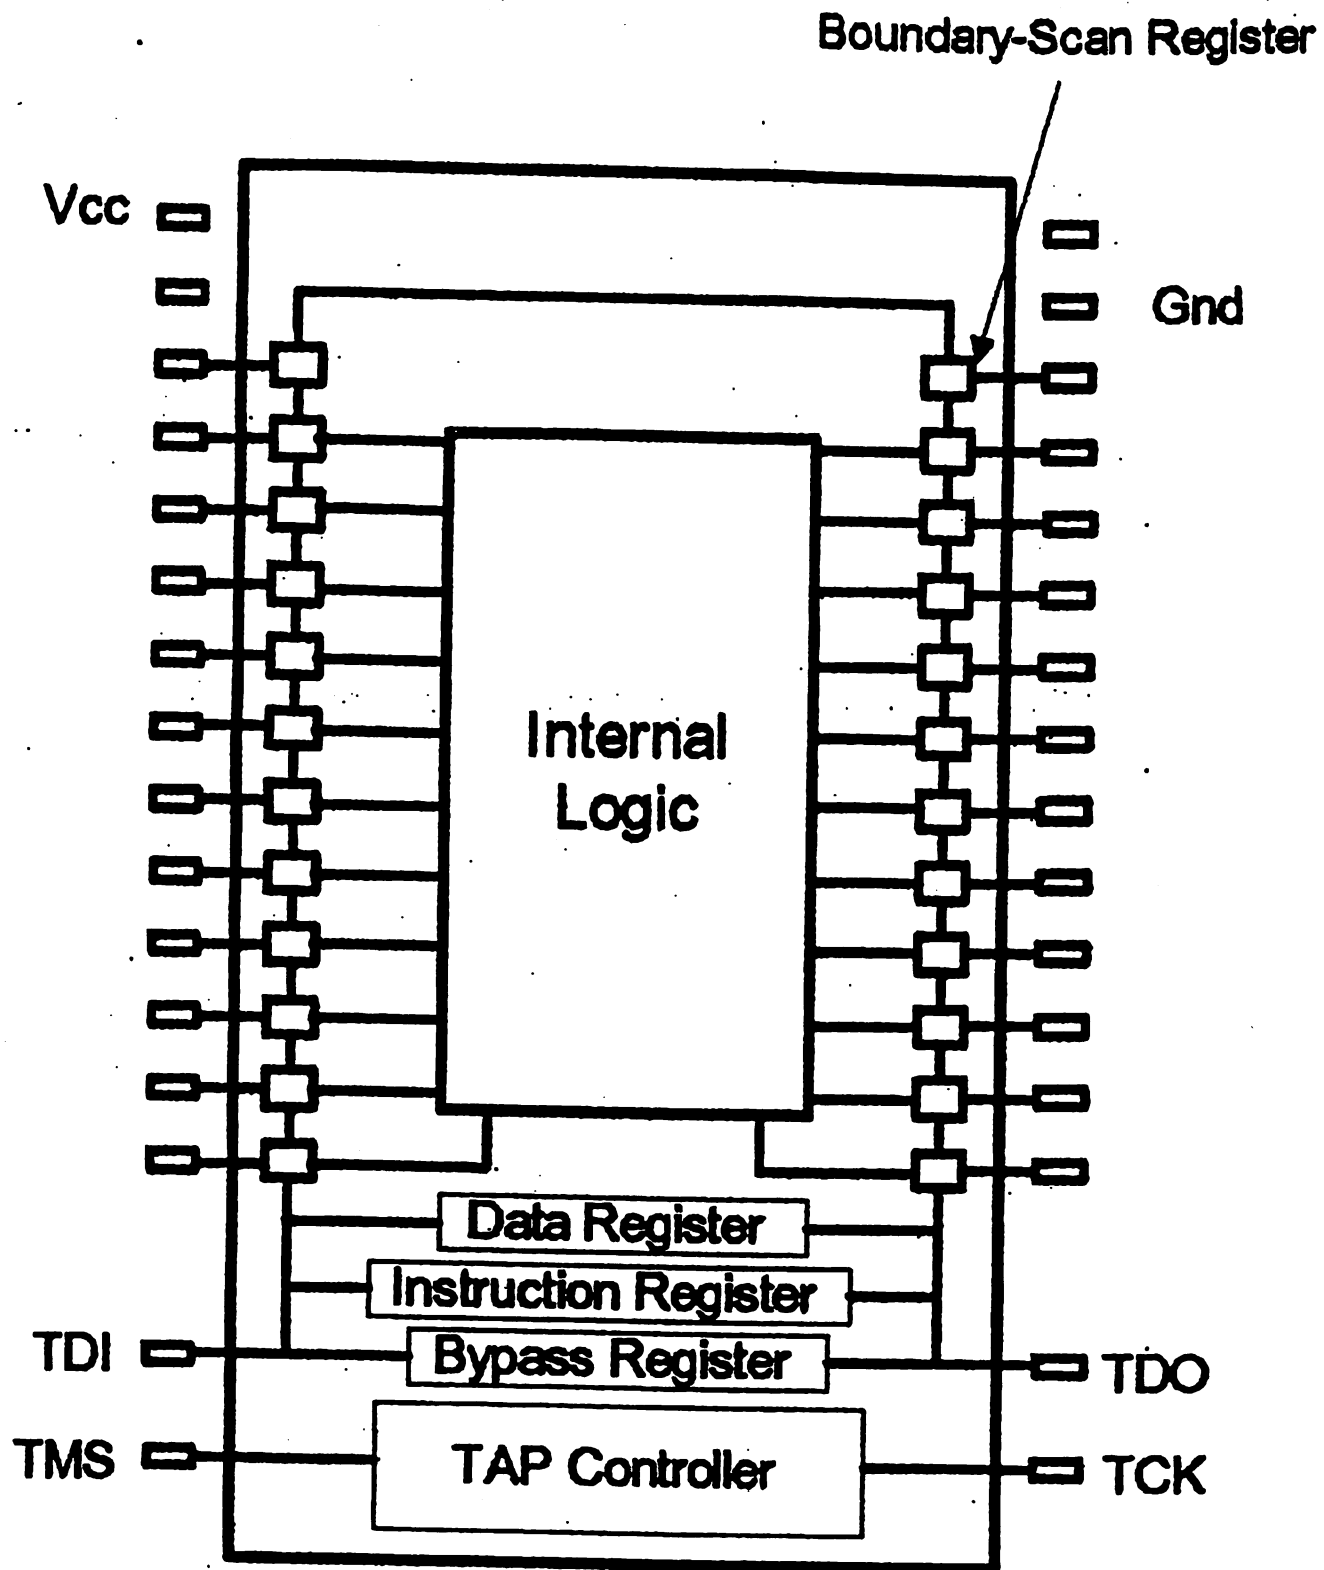 Boundary-Scan Register
Vcc
Gnd
Internal
Logic
Data Register
Instruction Register
TDI
Bypass Register
TDO
TMS
TAP Controller
TCK